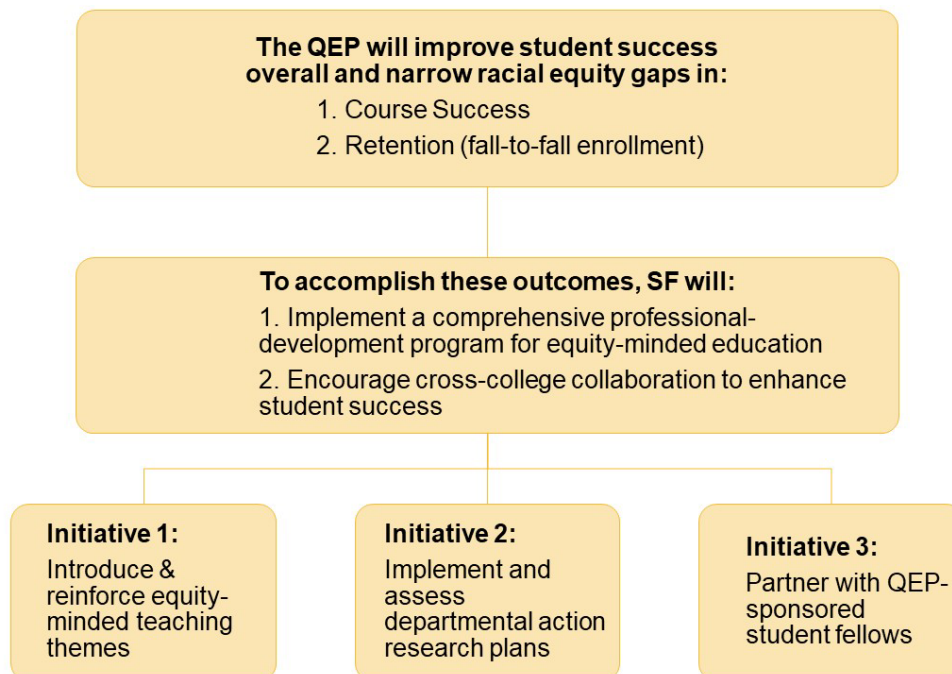 The QEP will improve student success
overall and narrow racial equity gaps in:
1. Course Success
2. Retention (fall-to-fall enrollment)
To accomplish these outcomes, SF will:
1. Implement a comprehensive professional-
development program for equity-minded education
2. Encourage cross-college collaboration to enhance
student success
Initiative 1:
Introduce &
reinforce equity-
minded teaching
themes
Initiative 2:
Implement and
assess
departmental action
research plans
Initiative 3:
Partner with QEP-
sponsored
student fellows